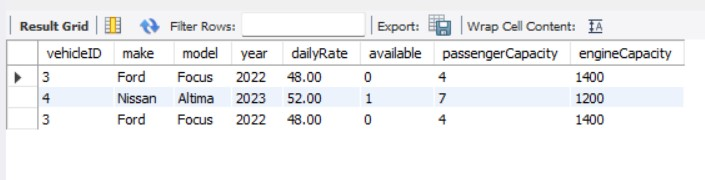 Result Grid Filter Rows: Export: Wrap Cell Content: IA
vehicleID make model year dailyRate available passengerCapacity engineCapacity
3 Ford Focus 2022 48.00 0 4 1400
4 Nissan Altima 2023 52.00 1 7 1200
3 Ford Focus 2022 48.00 0 4 1400